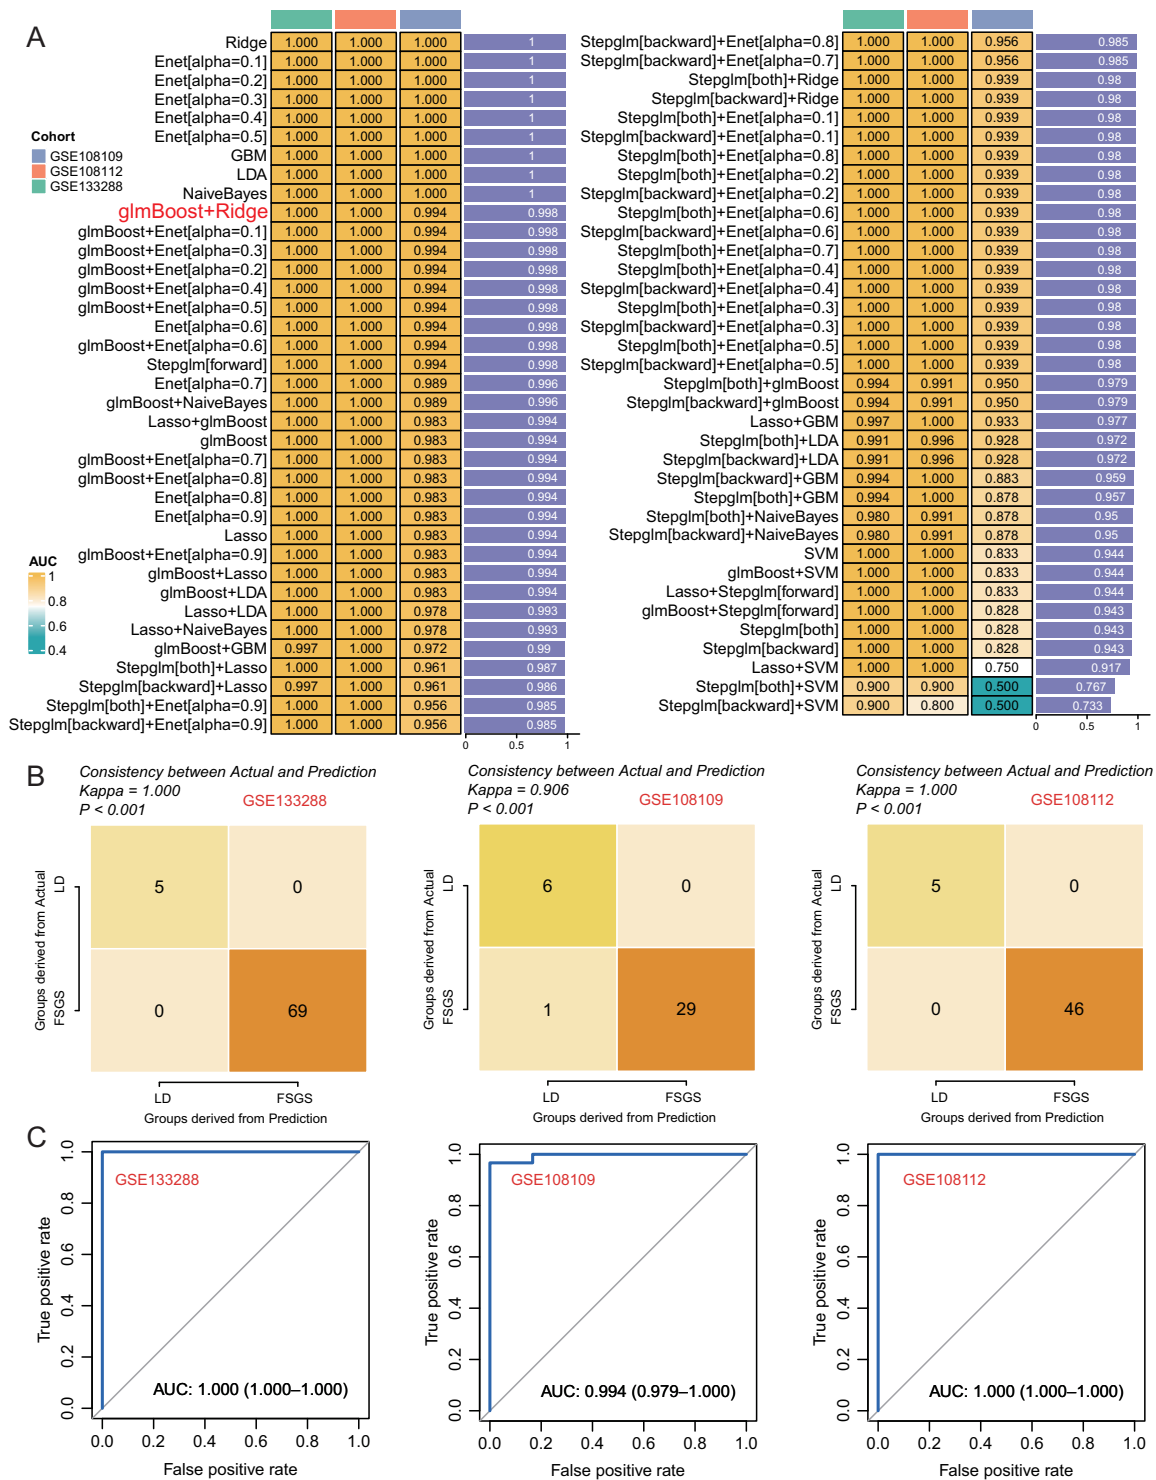 A
Cohort
GSE108109
GSE108112
GSE133288
AUC
1
0.8
0.6
0.4
Ridge 1.000 1.000 1.000 1
Enet[alpha=0.1] 1.000 1.000 1.000 1
Enet[alpha=0.2] 1.000 1.000 1.000 1
Enet[alpha=0.3] 1.000 1.000 1.000 1
Enet[alpha=0.4] 1.000 1.000 1.000 1
Enet[alpha=0.5] 1.000 1.000 1.000 1
GBM 1.000 1.000 1.000 1
LDA 1.000 1.000 1.000 1
NaiveBayes 1.000 1.000 1.000 1
glmBoost+Ridge 1.000 1.000 0.994 0.998
glmBoost+Enet[alpha=0.1] 1.000 1.000 0.994 0.998
glmBoost+Enet[alpha=0.3] 1.000 1.000 0.994 0.998
glmBoost+Enet[alpha=0.2] 1.000 1.000 0.994 0.998
glmBoost+Enet[alpha=0.4] 1.000 1.000 0.994 0.998
glmBoost+Enet[alpha=0.5] 1.000 1.000 0.994 0.998
Enet[alpha=0.6] 1.000 1.000 0.994 0.998
glmBoost+Enet[alpha=0.6] 1.000 1.000 0.994 0.998
Stepglm[forward] 1.000 1.000 0.994 0.998
Enet[alpha=0.7] 1.000 1.000 0.989 0.996
glmBoost+NaiveBayes 1.000 1.000 0.989 0.996
Lasso+glmBoost 1.000 1.000 0.983 0.994
glmBoost 1.000 1.000 0.983 0.994
glmBoost+Enet[alpha=0.7] 1.000 1.000 0.983 0.994
glmBoost+Enet[alpha=0.8] 1.000 1.000 0.983 0.994
Enet[alpha=0.8] 1.000 1.000 0.983 0.994
Enet[alpha=0.9] 1.000 1.000 0.983 0.994
Lasso 1.000 1.000 0.983 0.994
glmBoost+Enet[alpha=0.9] 1.000 1.000 0.983 0.994
glmBoost+Lasso 1.000 1.000 0.983 0.994
glmBoost+LDA 1.000 1.000 0.983 0.994
Lasso+LDA 1.000 1.000 0.978 0.993
Lasso+NaiveBayes 1.000 1.000 0.978 0.993
glmBoost+GBM 0.997 1.000 0.972 0.99
Stepglm[both]+Lasso 1.000 1.000 0.961 0.987
Stepglm[backward]+Lasso 0.997 1.000 0.961 0.986
Stepglm[both]+Enet[alpha=0.9] 1.000 1.000 0.956 0.985
Stepglm[backward]+Enet[alpha=0.9] 1.000 1.000 0.956 0.985
0 0.5 1
Stepglm[backward]+Enet[alpha=0.8] 1.000 1.000 0.956 0.985
Stepglm[backward]+Enet[alpha=0.7] 1.000 1.000 0.956 0.985
Stepglm[both]+Ridge 1.000 1.000 0.939 0.98
Stepglm[backward]+Ridge 1.000 1.000 0.939 0.98
Stepglm[both]+Enet[alpha=0.1] 1.000 1.000 0.939 0.98
Stepglm[backward]+Enet[alpha=0.1] 1.000 1.000 0.939 0.98
Stepglm[both]+Enet[alpha=0.8] 1.000 1.000 0.939 0.98
Stepglm[both]+Enet[alpha=0.2] 1.000 1.000 0.939 0.98
Stepglm[backward]+Enet[alpha=0.2] 1.000 1.000 0.939 0.98
Stepglm[both]+Enet[alpha=0.6] 1.000 1.000 0.939 0.98
Stepglm[backward]+Enet[alpha=0.6] 1.000 1.000 0.939 0.98
Stepglm[both]+Enet[alpha=0.7] 1.000 1.000 0.939 0.98
Stepglm[both]+Enet[alpha=0.4] 1.000 1.000 0.939 0.98
Stepglm[backward]+Enet[alpha=0.4] 1.000 1.000 0.939 0.98
Stepglm[both]+Enet[alpha=0.3] 1.000 1.000 0.939 0.98
Stepglm[backward]+Enet[alpha=0.3] 1.000 1.000 0.939 0.98
Stepglm[both]+Enet[alpha=0.5] 1.000 1.000 0.939 0.98
Stepglm[backward]+Enet[alpha=0.5] 1.000 1.000 0.939 0.98
Stepglm[both]+glmBoost 0.994 0.991 0.950 0.979
Stepglm[backward]+glmBoost 0.994 0.991 0.950 0.979
Lasso+GBM 0.997 1.000 0.933 0.977
Stepglm[both]+LDA 0.991 0.996 0.928 0.972
Stepglm[backward]+LDA 0.991 0.996 0.928 0.972
Stepglm[backward]+GBM 0.994 1.000 0.883 0.959
Stepglm[both]+GBM 0.994 1.000 0.878 0.957
Stepglm[both]+NaiveBayes 0.980 0.991 0.878 0.95
Stepglm[backward]+NaiveBayes 0.980 0.991 0.878 0.95
SVM 1.000 1.000 0.833 0.944
glmBoost+SVM 1.000 1.000 0.833 0.944
Lasso+Stepglm[forward] 1.000 1.000 0.833 0.944
glmBoost+Stepglm[forward] 1.000 1.000 0.828 0.943
Stepglm[both] 1.000 1.000 0.828 0.943
Stepglm[backward] 1.000 1.000 0.828 0.943
Lasso+SVM 1.000 1.000 0.750 0.917
Stepglm[both]+SVM 0.900 0.900 0.500 0.767
Stepglm[backward]+SVM 0.900 0.800 0.500 0.733
0 0.5 1
B
Consistency between Actual and Prediction
Kappa = 1.000
P < 0.001
GSE133288
Groups derived from Actual
LD
FSGS
5 0
0 69
LD FSGS
Groups derived from Prediction
Consistency between Actual and Prediction
Kappa = 0.906
P < 0.001
GSE108109
Groups derived from Actual
LD
FSGS
6 0
1 29
LD FSGS
Groups derived from Prediction
Consistency between Actual and Prediction
Kappa = 1.000
P < 0.001
GSE108112
Groups derived from Actual
LD
FSGS
5 0
0 46
LD FSGS
Groups derived from Prediction
C
GSE133288
True positive rate
0.0 0.2 0.4 0.6 0.8 1.0
AUC: 1.000 (1.000–1.000)
0.0 0.2 0.4 0.6 0.8 1.0
False positive rate
GSE108109
True positive rate
0.0 0.2 0.4 0.6 0.8 1.0
AUC: 0.994 (0.979–1.000)
0.0 0.2 0.4 0.6 0.8 1.0
False positive rate
GSE108112
True positive rate
0.0 0.2 0.4 0.6 0.8 1.0
AUC: 1.000 (1.000–1.000)
0.0 0.2 0.4 0.6 0.8 1.0
False positive rate